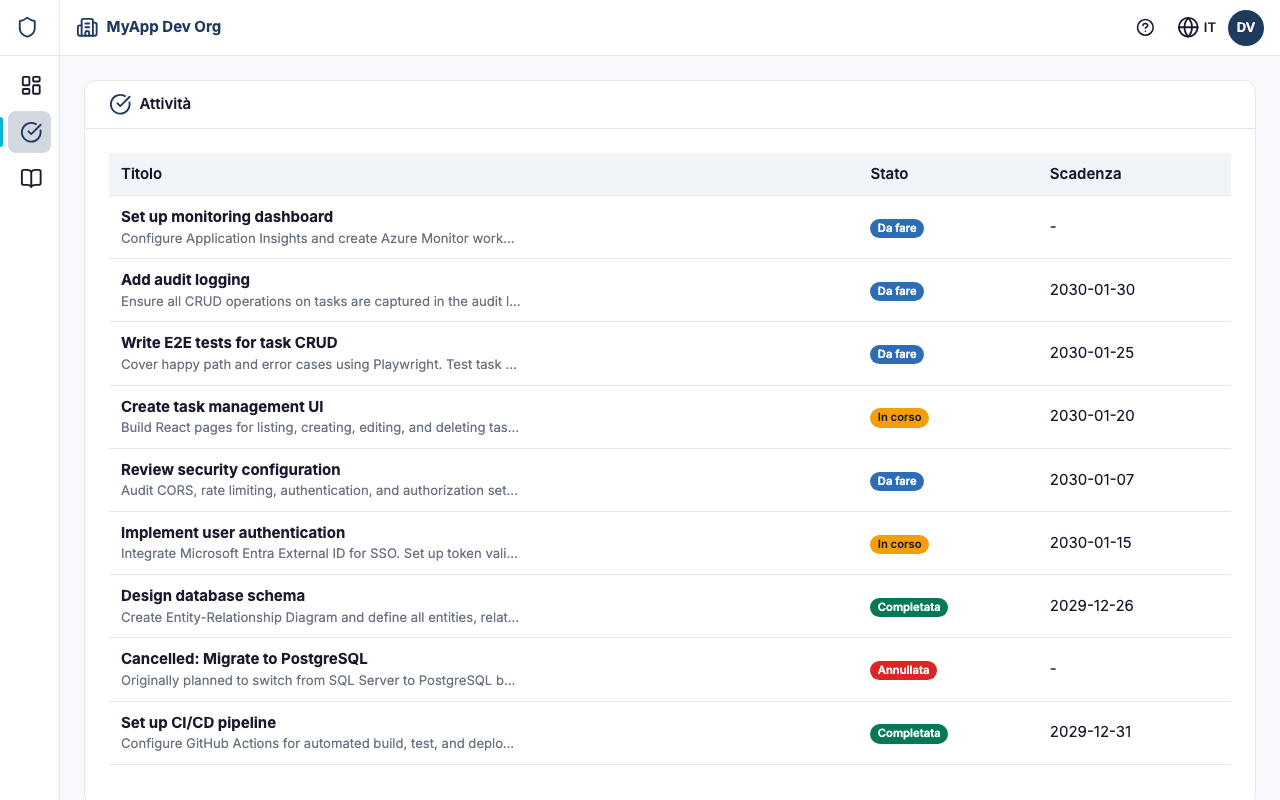 MyApp Dev Org
IT
DV
Attività
Titolo Stato Scadenza
Set up monitoring dashboard
Configure Application Insights and create Azure Monitor work...
Da fare
-
Add audit logging
Ensure all CRUD operations on tasks are captured in the audit l...
Da fare
2030-01-30
Write E2E tests for task CRUD
Cover happy path and error cases using Playwright. Test task ...
Da fare
2030-01-25
Create task management UI
Build React pages for listing, creating, editing, and deleting tas...
In corso
2030-01-20
Review security configuration
Audit CORS, rate limiting, authentication, and authorization set...
Da fare
2030-01-07
Implement user authentication
Integrate Microsoft Entra External ID for SSO. Set up token vali...
In corso
2030-01-15
Design database schema
Create Entity-Relationship Diagram and define all entities, relat...
Completata
2029-12-26
Cancelled: Migrate to PostgreSQL
Originally planned to switch from SQL Server to PostgreSQL b...
Annullata
-
Set up CI/CD pipeline
Configure GitHub Actions for automated build, test, and deplo...
Completata
2029-12-31